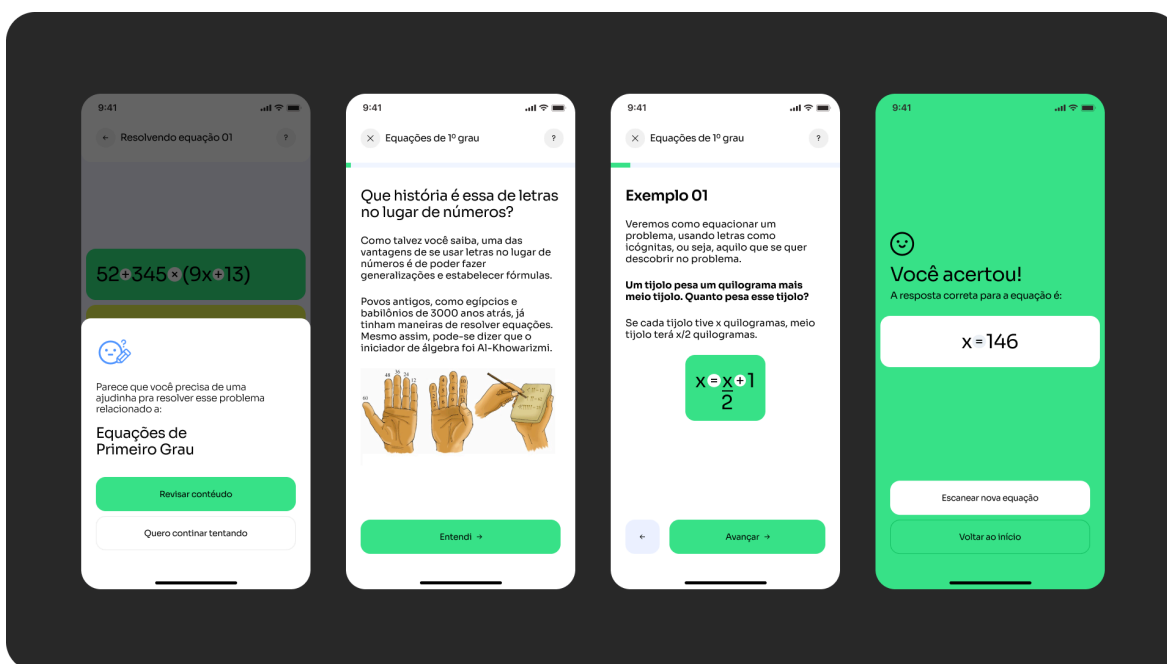 9:41
Resolvendo equação 01
?
52+345×(9x+13)
Parece que você precisa de uma
ajudinha pra resolver esse problema
relacionado a:
Equações de
Primeiro Grau
Revisar contéudo
Quero continar tentando
9:41
Equações de 1º grau
?
Que história é essa de letras
no lugar de números?
Como talvez você saiba, uma das
vantagens de se usar letras no lugar de
números é de poder fazer
generalizações e estabelecer fórmulas.
Povos antigos, como egípcios e
babilônios de 3000 anos atrás, já
tinham maneiras de resolver equações.
Mesmo assim, pode-se dizer que o
iniciador de álgebra foi Al-Khowarizmi.
48 36 24
12
60
Entendi →
9:41
Equações de 1º grau
?
Exemplo 01
Veremos como equacionar um
problema, usando letras como
icógnitas, ou seja, aquilo que se quer
descobrir no problema.
Um tijolo pesa um quilograma mais
meio tijolo. Quanto pesa esse tijolo?
Se cada tijolo tive x quilogramas, meio
tijolo terá x/2 quilogramas.
x=x+1
2
←
Avançar →
9:41
Você acertou!
A resposta correta para a equação é:
x=146
Escanear nova equação
Voltar ao início